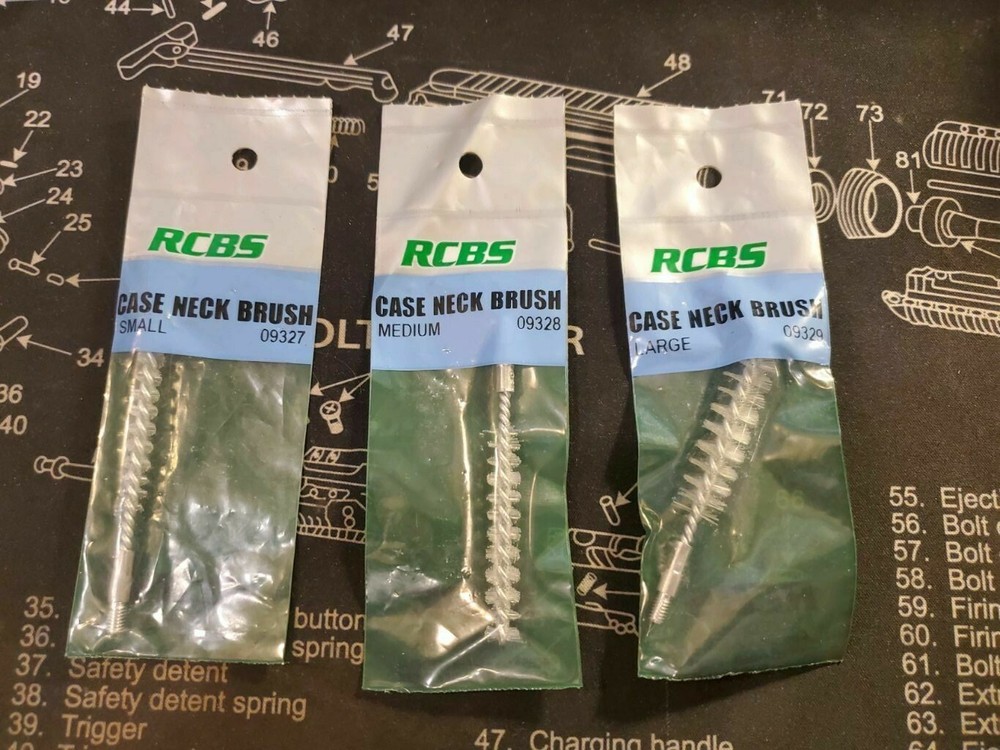 44
46
47
48
19
22
23
24
25
71
72
73
81
RCBS
CASE NECK BRUSH
SMALL 09327
RCBS
CASE NECK BRUSH
MEDIUM 09328
RCBS
CASE NECK BRUSH
LARGE 09329
34
36
40
35.
36.
button
spring
37. Safety detent
38. Safety detent spring
39. Trigger
47. Charging handle
55. Eject
56. Bolt
57. Bolt
58. Bolt
59. Firin
60. Firin
61. Bolt
62. Extr
63. Ext